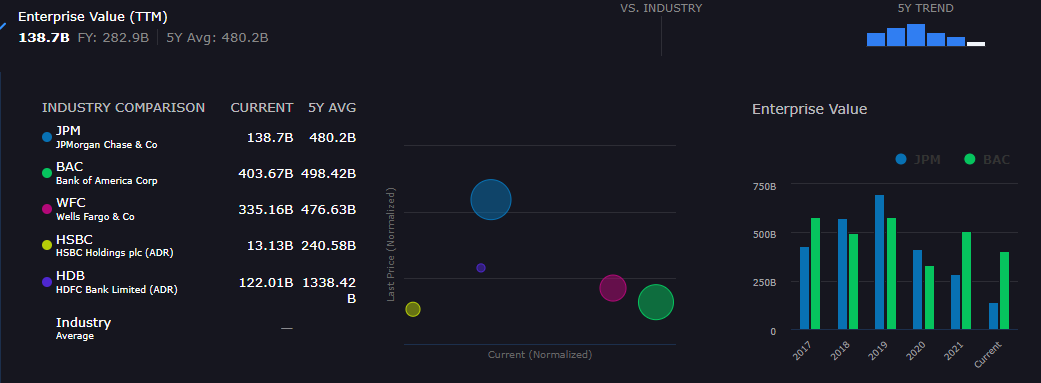 Enterprise Value (TTM)
138.7B FY: 282.9B 5Y Avg: 480.2B
VS. INDUSTRY
5Y TREND
INDUSTRY COMPARISON CURRENT 5Y AVG
JPM
JPMorgan Chase & Co
138.7B 480.2B
BAC
Bank of America Corp
403.67B 498.42B
WFC
Wells Fargo & Co
335.16B 476.63B
HSBC
HSBC Holdings plc (ADR)
13.13B 240.58B
HDB
HDFC Bank Limited (ADR)
122.01B 1338.42
B
Industry
Average
—
Last Price (Normalized)
Current (Normalized)
Enterprise Value
JPM BAC
750B
500B
250B
0
2017 2018 2019 2020 2021 Current